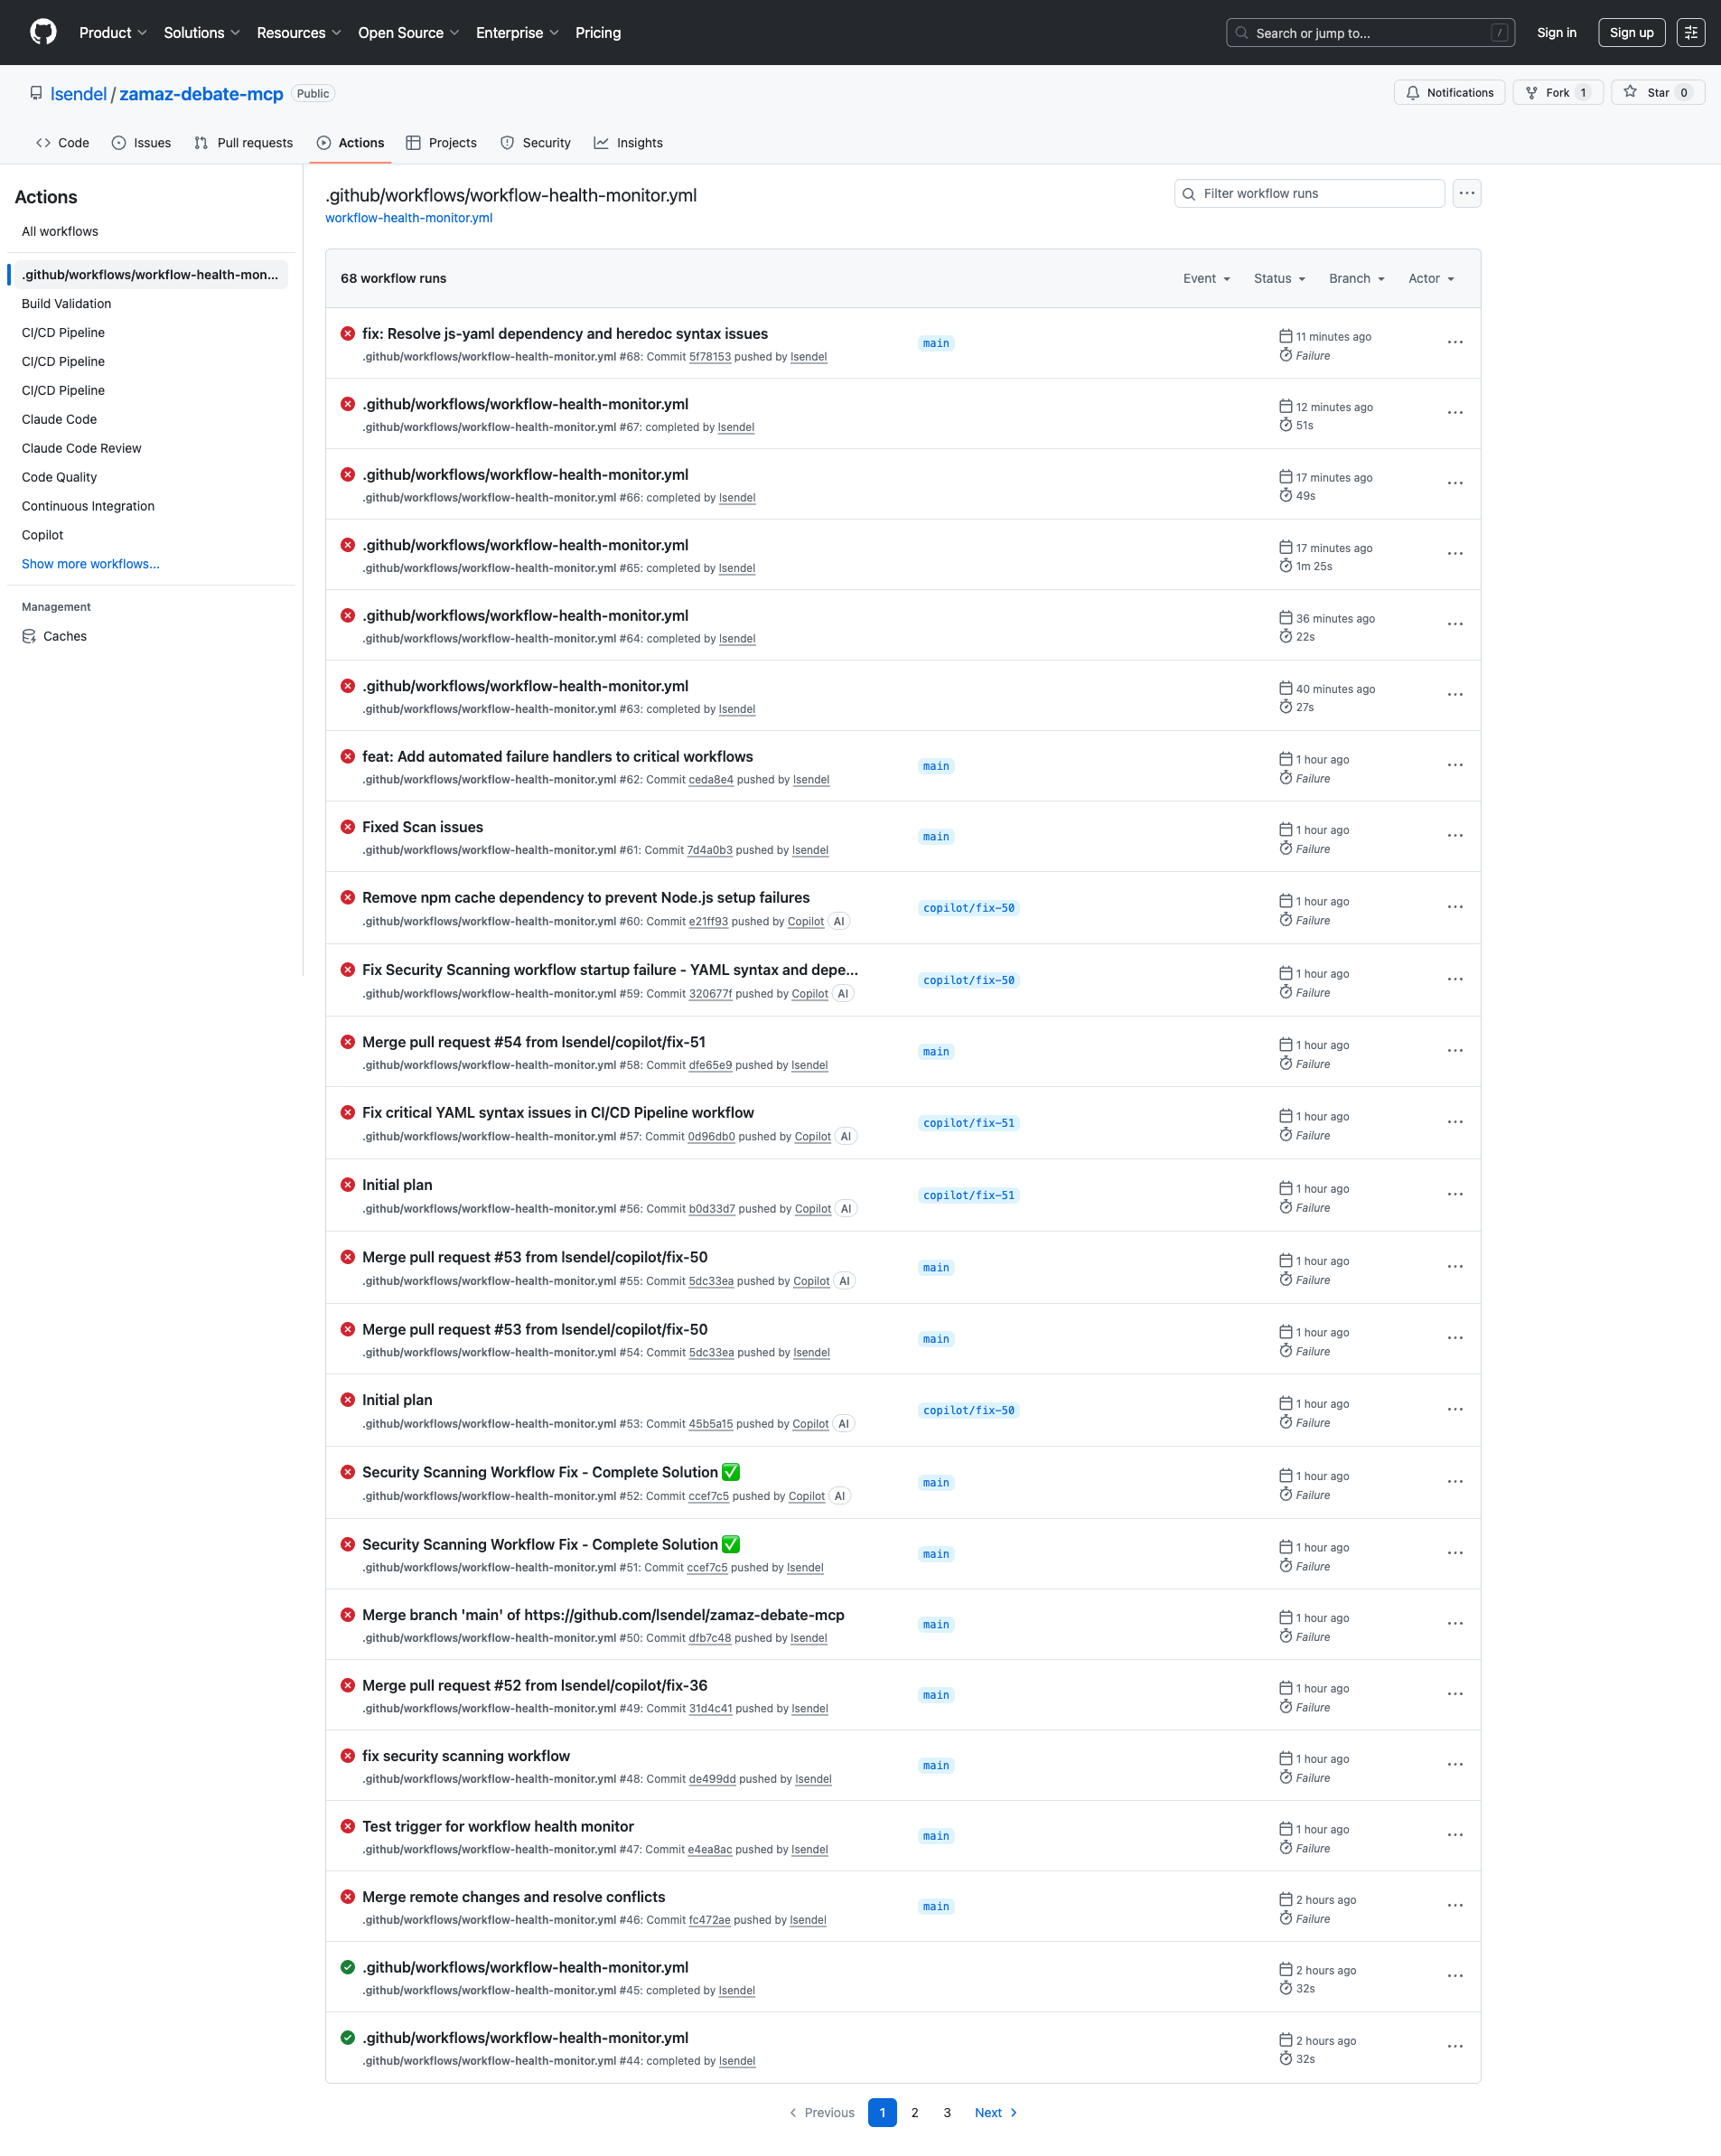 Product
Solutions
Resources
Open Source
Enterprise
Pricing
Search or jump to...
/
Sign in
Sign up
lsendel / zamaz-debate-mcp Public
Notifications
Fork 1
Star 0
Code
Issues
Pull requests
Actions
Projects
Security
Insights
Actions
All workflows
.github/workflows/workflow-health-mon...
Build Validation
CI/CD Pipeline
CI/CD Pipeline
CI/CD Pipeline
Claude Code
Claude Code Review
Code Quality
Continuous Integration
Copilot
Show more workflows...
Management
Caches
.github/workflows/workflow-health-monitor.yml
workflow-health-monitor.yml
Filter workflow runs
68 workflow runs
Event
Status
Branch
Actor
fix: Resolve js-yaml dependency and heredoc syntax issues
.github/workflows/workflow-health-monitor.yml #68: Commit 5f78153 pushed by lsendel
main
11 minutes ago
Failure
.github/workflows/workflow-health-monitor.yml
.github/workflows/workflow-health-monitor.yml #67: completed by lsendel
12 minutes ago
51s
.github/workflows/workflow-health-monitor.yml
.github/workflows/workflow-health-monitor.yml #66: completed by lsendel
17 minutes ago
49s
.github/workflows/workflow-health-monitor.yml
.github/workflows/workflow-health-monitor.yml #65: completed by lsendel
17 minutes ago
1m 25s
.github/workflows/workflow-health-monitor.yml
.github/workflows/workflow-health-monitor.yml #64: completed by lsendel
36 minutes ago
22s
.github/workflows/workflow-health-monitor.yml
.github/workflows/workflow-health-monitor.yml #63: completed by lsendel
40 minutes ago
27s
feat: Add automated failure handlers to critical workflows
.github/workflows/workflow-health-monitor.yml #62: Commit ceda8e4 pushed by lsendel
main
1 hour ago
Failure
Fixed Scan issues
.github/workflows/workflow-health-monitor.yml #61: Commit 7d4a0b3 pushed by lsendel
main
1 hour ago
Failure
Remove npm cache dependency to prevent Node.js setup failures
.github/workflows/workflow-health-monitor.yml #60: Commit e21ff93 pushed by Copilot AI
copilot/fix-50
1 hour ago
Failure
Fix Security Scanning workflow startup failure - YAML syntax and depe...
.github/workflows/workflow-health-monitor.yml #59: Commit 320677f pushed by Copilot AI
copilot/fix-50
1 hour ago
Failure
Merge pull request #54 from lsendel/copilot/fix-51
.github/workflows/workflow-health-monitor.yml #58: Commit dfe65e9 pushed by lsendel
main
1 hour ago
Failure
Fix critical YAML syntax issues in CI/CD Pipeline workflow
.github/workflows/workflow-health-monitor.yml #57: Commit 0d96db0 pushed by Copilot AI
copilot/fix-51
1 hour ago
Failure
Initial plan
.github/workflows/workflow-health-monitor.yml #56: Commit b0d33d7 pushed by Copilot AI
copilot/fix-51
1 hour ago
Failure
Merge pull request #53 from lsendel/copilot/fix-50
.github/workflows/workflow-health-monitor.yml #55: Commit 5dc33ea pushed by Copilot AI
main
1 hour ago
Failure
Merge pull request #53 from lsendel/copilot/fix-50
.github/workflows/workflow-health-monitor.yml #54: Commit 5dc33ea pushed by lsendel
main
1 hour ago
Failure
Initial plan
.github/workflows/workflow-health-monitor.yml #53: Commit 45b5a15 pushed by Copilot AI
copilot/fix-50
1 hour ago
Failure
Security Scanning Workflow Fix - Complete Solution ✅
.github/workflows/workflow-health-monitor.yml #52: Commit ccef7c5 pushed by Copilot AI
main
1 hour ago
Failure
Security Scanning Workflow Fix - Complete Solution ✅
.github/workflows/workflow-health-monitor.yml #51: Commit ccef7c5 pushed by lsendel
main
1 hour ago
Failure
Merge branch 'main' of https://github.com/lsendel/zamaz-debate-mcp
.github/workflows/workflow-health-monitor.yml #50: Commit dfb7c48 pushed by lsendel
main
1 hour ago
Failure
Merge pull request #52 from lsendel/copilot/fix-36
.github/workflows/workflow-health-monitor.yml #49: Commit 31d4c41 pushed by lsendel
main
1 hour ago
Failure
fix security scanning workflow
.github/workflows/workflow-health-monitor.yml #48: Commit de499dd pushed by lsendel
main
1 hour ago
Failure
Test trigger for workflow health monitor
.github/workflows/workflow-health-monitor.yml #47: Commit e4ea8ac pushed by lsendel
main
1 hour ago
Failure
Merge remote changes and resolve conflicts
.github/workflows/workflow-health-monitor.yml #46: Commit fc472ae pushed by lsendel
main
2 hours ago
Failure
.github/workflows/workflow-health-monitor.yml
.github/workflows/workflow-health-monitor.yml #45: completed by lsendel
2 hours ago
32s
.github/workflows/workflow-health-monitor.yml
.github/workflows/workflow-health-monitor.yml #44: completed by lsendel
2 hours ago
32s
Previous 1 2 3 Next